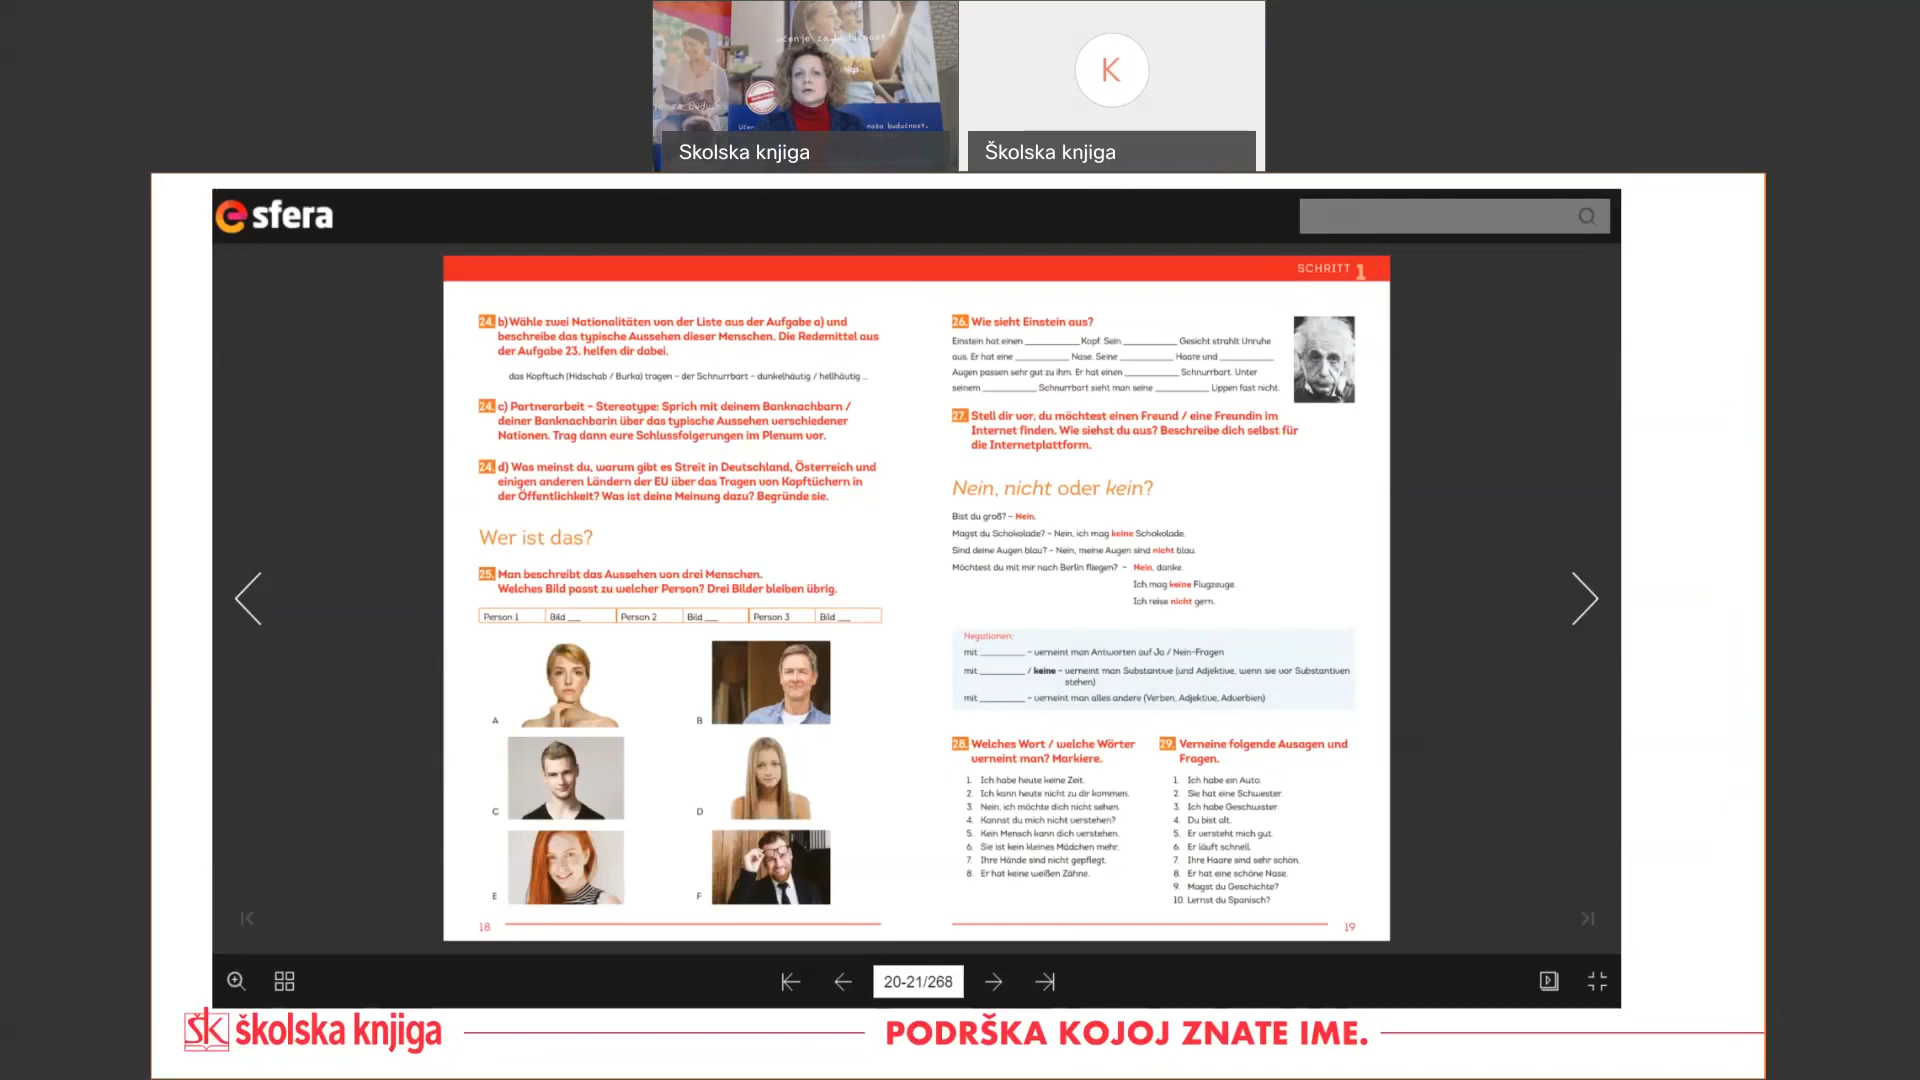 učenje za budućnost
Skolska knjiga
K
Školska knjiga
e sfera
SCHRITT 1
24. b) Wähle zwei Nationalitäten von der Liste aus der Aufgabe a) und
beschreibe das typische Aussehen dieser Menschen. Die Redemittel aus
der Aufgabe 23. helfen dir dabei.
das Kopftuch (Hidschab / Burka) tragen – der Schnurrbart – dunkelhäutig / hellhäutig ...
24. c) Partnerarbeit – Stereotype: Sprich mit deinem Banknachbarn /
deiner Banknachbarin über das typische Aussehen verschiedener
Nationen. Trag dann eure Schlussfolgerungen im Plenum vor.
24. d) Was meinst du, warum gibt es Streit in Deutschland, Österreich und
einigen anderen Ländern der EU über das Tragen von Kopftüchern in
der Öffentlichkeit? Was ist deine Meinung dazu? Begründe sie.
Wer ist das?
25. Man beschreibt das Aussehen von drei Menschen.
Welches Bild passt zu welcher Person? Drei Bilder bleiben übrig.
Person 1 Bild ___ Person 2 Bild ___ Person 3 Bild ___
A B
C D
E F
18
26. Wie sieht Einstein aus?
Einstein hat einen __________ Kopf. Sein __________ Gesicht strahlt Unruhe
aus. Er hat eine __________ Nase. Seine __________ Haare und __________
Augen passen sehr gut zu ihm. Er hat einen __________ Schnurrbart. Unter
seinem __________ Schnurrbart sieht man seine __________ Lippen fast nicht.
27. Stell dir vor, du möchtest einen Freund / eine Freundin im
Internet finden. Wie siehst du aus? Beschreibe dich selbst für
die Internetplattform.
Nein, nicht oder kein?
Bist du groß? – Nein.
Magst du Schokolade? – Nein, ich mag keine Schokolade.
Sind deine Augen blau? – Nein, meine Augen sind nicht blau.
Möchtest du mit mir nach Berlin fliegen? – Nein, danke.
Ich mag keine Flugzeuge.
Ich reise nicht gern.
Negationen:
mit __________ – verneint man Antworten auf Ja / Nein-Fragen
mit __________ / keine – verneint man Substantive (und Adjektive, wenn sie vor Substantiven
stehen)
mit __________ – verneint man alles andere (Verben, Adjektive, Adverbien)
28. Welches Wort / welche Wörter
verneint man? Markiere.
1. Ich habe heute keine Zeit.
2. Ich kann heute nicht zu dir kommen.
3. Nein, ich möchte dich nicht sehen.
4. Kannst du mich nicht verstehen?
5. Kein Mensch kann dich verstehen.
6. Sie ist kein kleines Mädchen mehr.
7. Ihre Hände sind nicht gepflegt.
8. Er hat keine weißen Zähne.
29. Verneine folgende Ausagen und
Fragen.
1. Ich habe ein Auto.
2. Sie hat eine Schwester.
3. Ich habe Geschwister.
4. Du bist alt.
5. Er versteht mich gut.
6. Er läuft schnell.
7. Ihre Haare sind sehr schön.
8. Er hat eine schöne Nase.
9. Magst du Geschichte?
10. Lernst du Spanisch?
19
20-21/268
ŠK školska knjiga
PODRŠKA KOJOJ ZNATE IME.